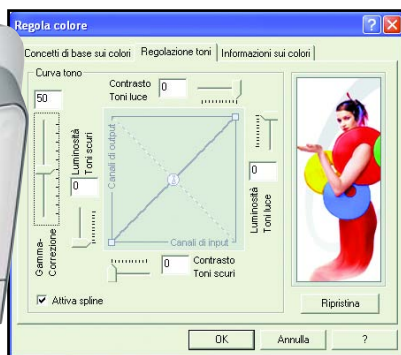 Regola colore
Concetti di base sui colori
Regolazione toni
Informazioni sui colori
Curva tono
50
Contrasto
Toni luce
0
Luminosità
Toni scuri
0
Canali di output
Canali di input
0
Luminosità
Toni luce
Gamma-
Correzione
0
Contrasto
Toni scuri
Attiva spline
Ripristina
OK
Annulla
?